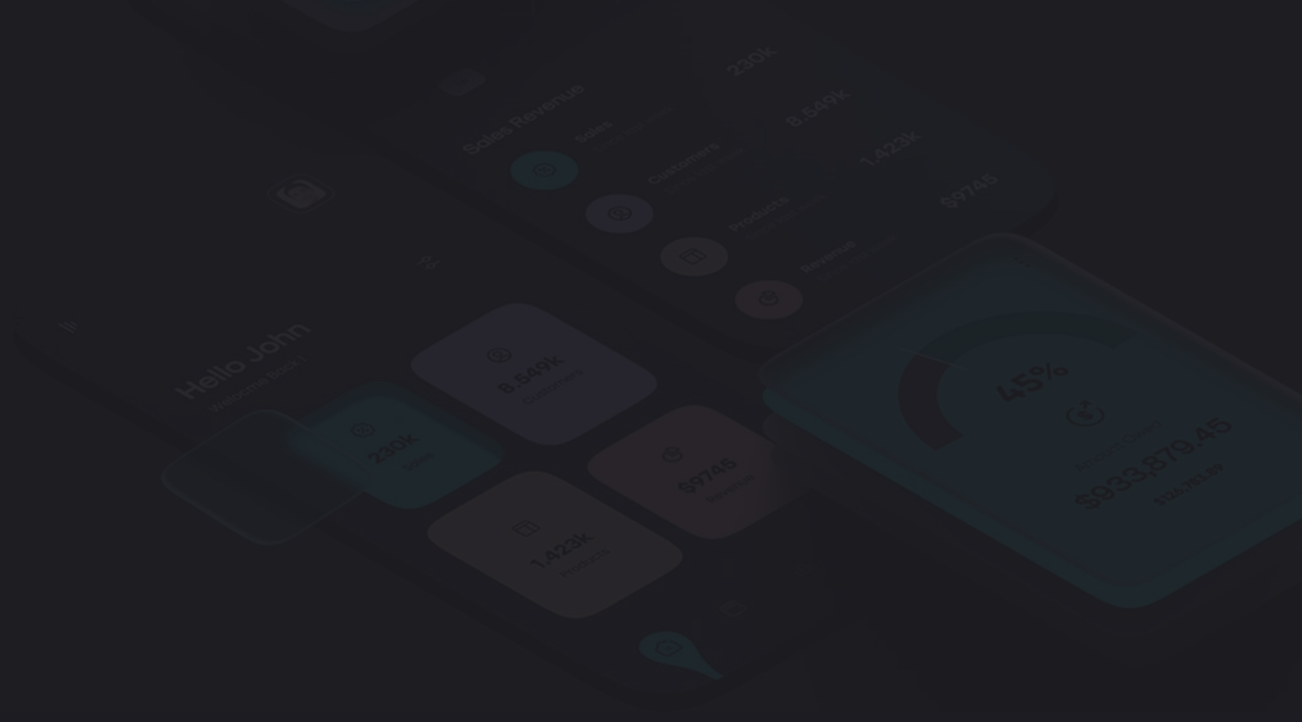 230k
Sales Revenue
Sales
8.549k
Customers
1.423k
Products
$9745
Revenue
Hello John
Welcome Back !
8.549k
Customers
230k
Sales
$9745
Revenue
1.423k
Products
45%
$933,879.45